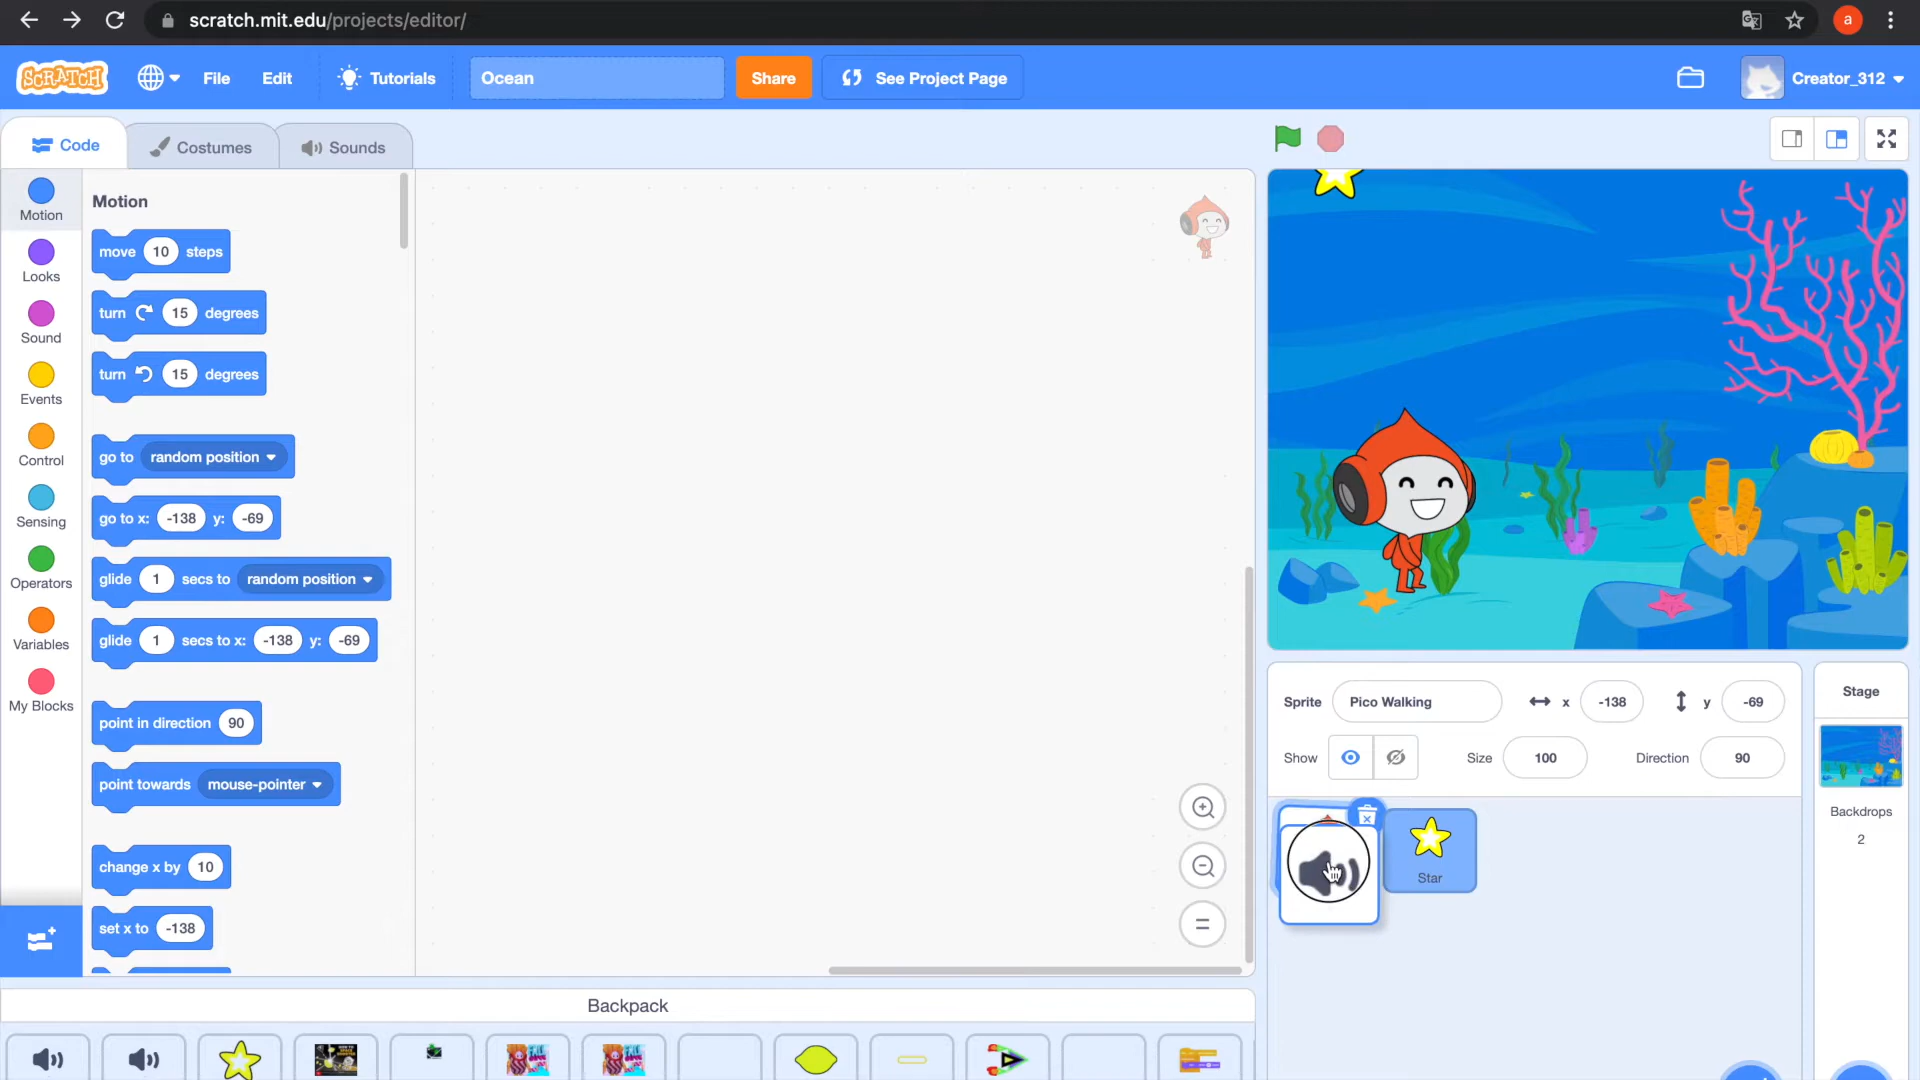 scratch.mit.edu/projects/editor/
a
SCRATCH
File
Edit
Tutorials
Ocean
Share
See Project Page
Creator_312
Code
Costumes
Sounds
Motion
Looks
Sound
Events
Control
Sensing
Operators
Variables
My Blocks
Motion
move 10 steps
turn 15 degrees
turn 15 degrees
go to random position
go to x: -138 y: -69
glide 1 secs to random position
glide 1 secs to x: -138 y: -69
point in direction 90
point towards mouse-pointer
change x by 10
set x to -138
Sprite Pico Walking x -138 y -69
Show Size 100 Direction 90
Star
Stage
Backdrops
2
Backpack